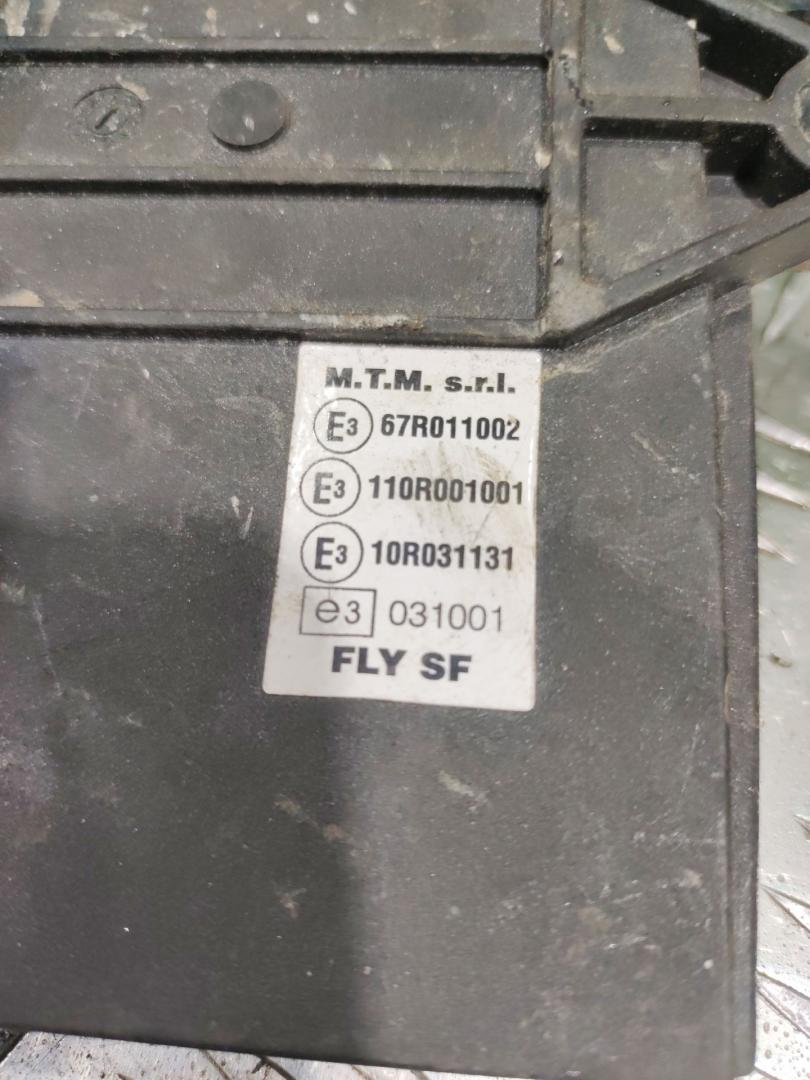 M.T.M. s.r.l.
E3 67R011002
E3 110R001001
E3 10R031131
e3 031001
FLY SF